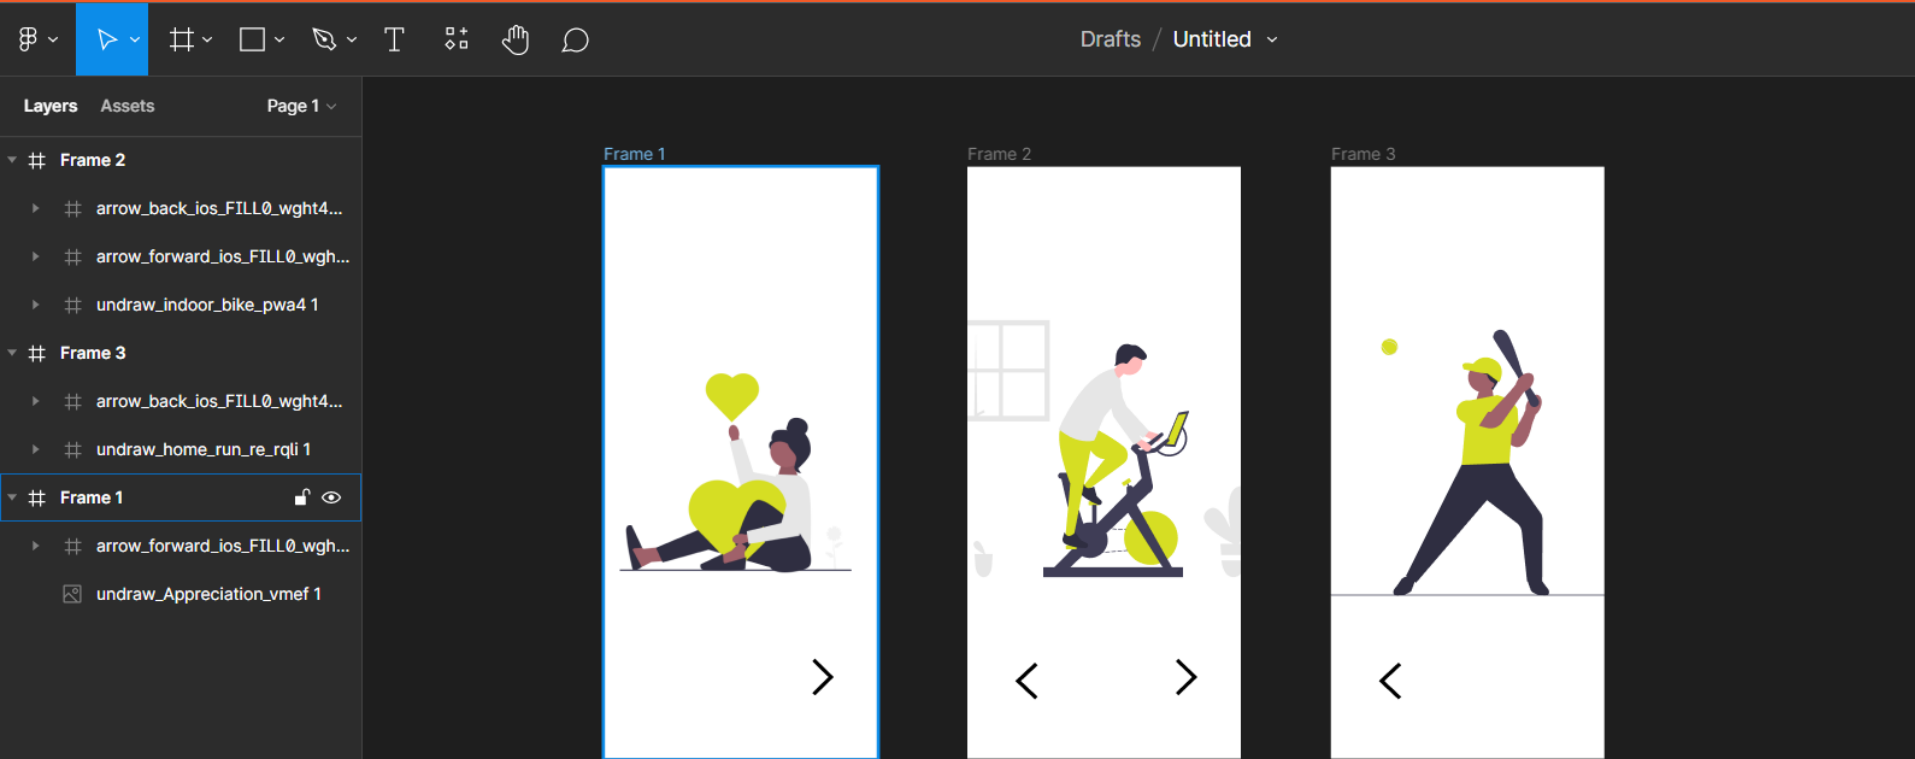 Drafts / Untitled
Layers Assets Page 1
Frame 2
arrow_back_ios_FILL0_wght4...
arrow_forward_ios_FILL0_wgh...
undraw_indoor_bike_pwa4 1
Frame 3
arrow_back_ios_FILL0_wght4...
undraw_home_run_re_rqli 1
Frame 1
arrow_forward_ios_FILL0_wgh...
undraw_Appreciation_vmef 1
Frame 1
Frame 2
Frame 3